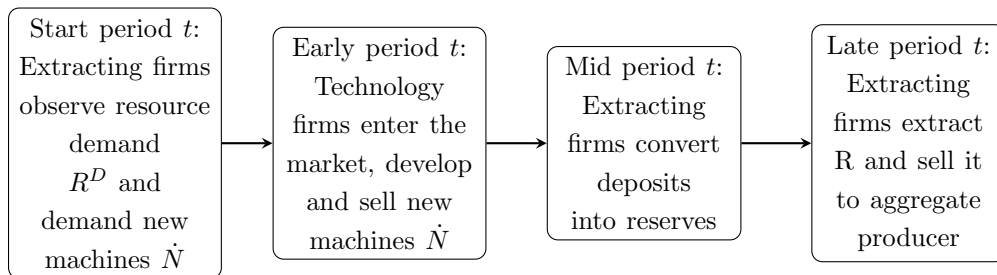 Start period t:
Extracting firms
observe resource
demand
R^D and
demand new
machines Ṅ
Early period t:
Technology
firms enter the
market, develop
and sell new
machines Ṅ
Mid period t:
Extracting
firms convert
deposits
into reserves
Late period t:
Extracting
firms extract
R and sell it
to aggregate
producer